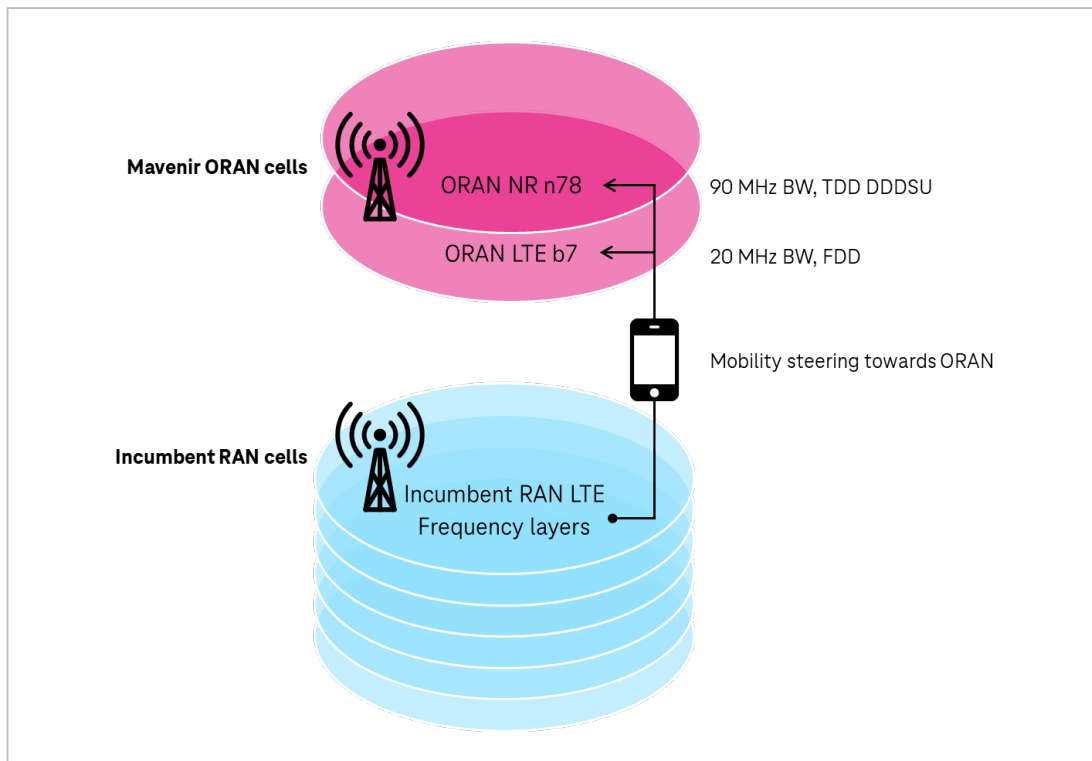 Mavenir ORAN cells
ORAN NR n78
90 MHz BW, TDD DDDSU
ORAN LTE b7
20 MHz BW, FDD
Mobility steering towards ORAN
Incumbent RAN cells
Incumbent RAN LTE
Frequency layers